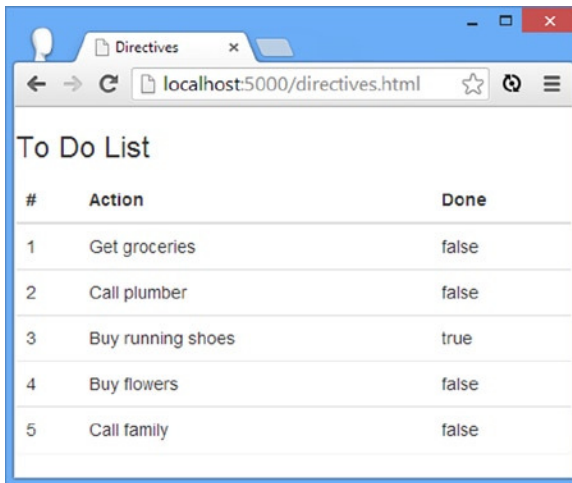 Directives
localhost:5000/directives.html
To Do List
# Action Done
1 Get groceries false
2 Call plumber false
3 Buy running shoes true
4 Buy flowers false
5 Call family false